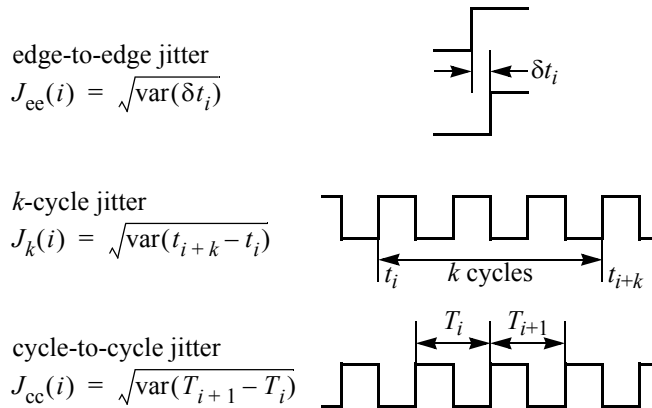 edge-to-edge jitter
J_ee(i) = √var(δt_i)
δt_i
k-cycle jitter
J_k(i) = √var(t_{i+k} – t_i)
t_i
k cycles
t_{i+k}
cycle-to-cycle jitter
J_cc(i) = √var(T_{i+1} – T_i)
T_i
T_{i+1}